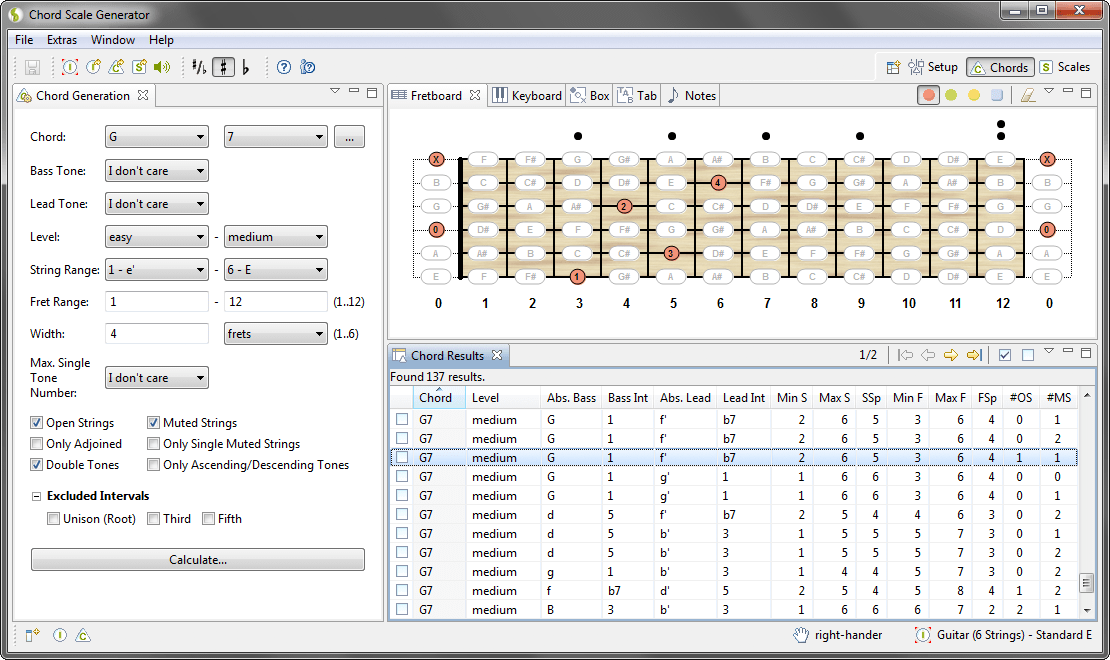 Chord Scale Generator
File Extras Window Help
Setup Chords Scales
Chord Generation
Chord: G 7 ...
Bass Tone: I don't care
Lead Tone: I don't care
Level: easy - medium
String Range: 1 - e' - 6 - E
Fret Range: 1 - 12 (1..12)
Width: 4 frets (1..6)
Max. Single
Tone
Number:
I don't care
Open Strings Muted Strings
Only Adjoined Only Single Muted Strings
Double Tones Only Ascending/Descending Tones
Excluded Intervals
Unison (Root) Third Fifth
Calculate...
Fretboard Keyboard Box Tab Notes
X F F# G G# A A# B C C# D D# E X
B C C# D D# E 4 F# G G# A A# B B
G G# A A# 2 C C# D D# E F F# G G
0 D# E F F# G G# A A# B C C# D 0
A A# B C C# 3 D# E F F# G G# A A
E F F# 1 G# A A# B C C# D D# E E
0 1 2 3 4 5 6 7 8 9 10 11 12 0
Chord Results 1/2
Found 137 results.
Chord Level Abs. Bass Bass Int Abs. Lead Lead Int Min S Max S SSp Min F Max F FSp #OS #MS
G7 medium G 1 f' b7 2 6 5 3 6 4 0 1
G7 medium G 1 f' b7 2 6 5 3 6 4 0 2
G7 medium G 1 f' b7 2 6 5 3 6 4 1 1
G7 medium G 1 g' 1 1 6 6 3 6 4 0 0
G7 medium G 1 g' 1 1 6 6 3 6 4 0 1
G7 medium d 5 f' b7 2 5 4 4 6 3 0 2
G7 medium d 5 b' 3 1 5 5 5 7 3 0 1
G7 medium d 5 b' 3 1 5 5 5 7 3 0 2
G7 medium g 1 b' 3 1 4 4 5 7 3 0 2
G7 medium f b7 d' 5 2 5 4 5 8 4 1 2
G7 medium B 3 b' 3 1 6 6 6 7 2 2 1
right-hander Guitar (6 Strings) - Standard E